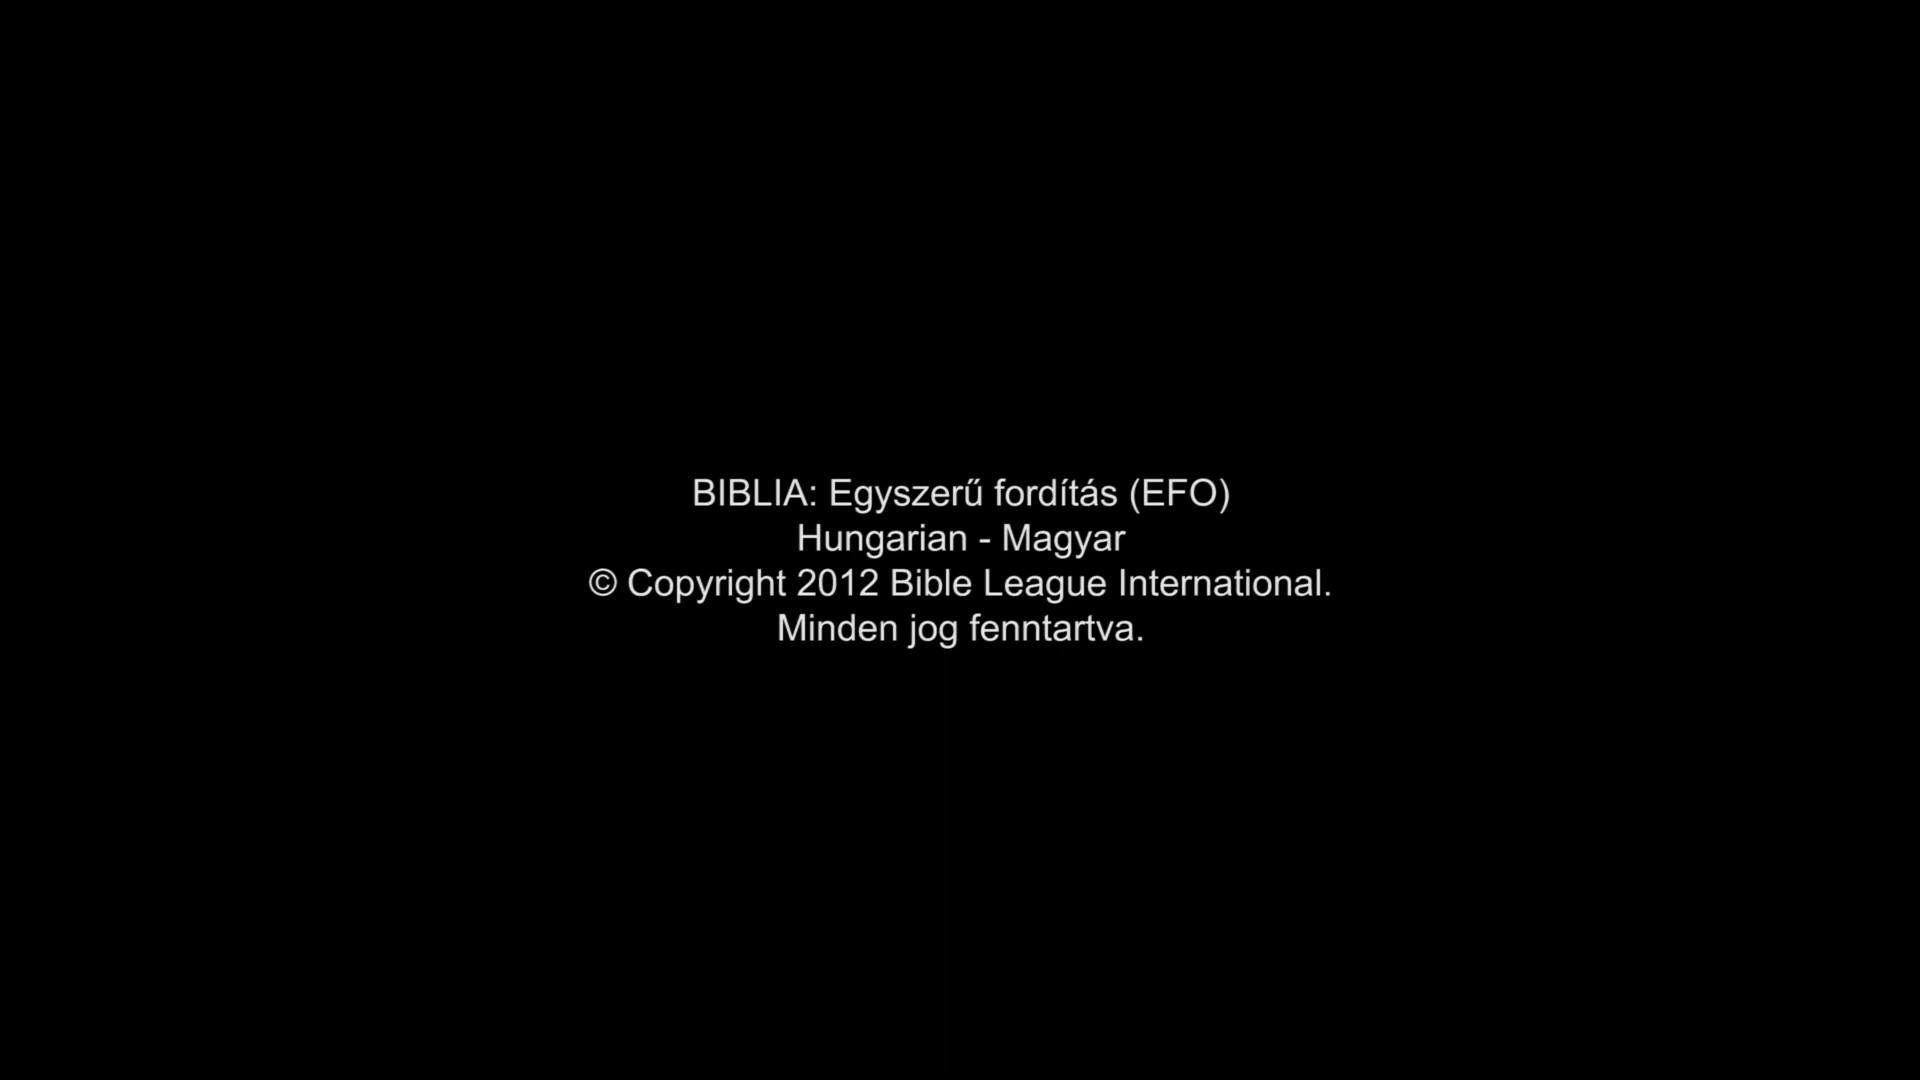 BIBLIA: Egyszerű fordítás (EFO)
Hungarian - Magyar
© Copyright 2012 Bible League International.
Minden jog fenntartva.